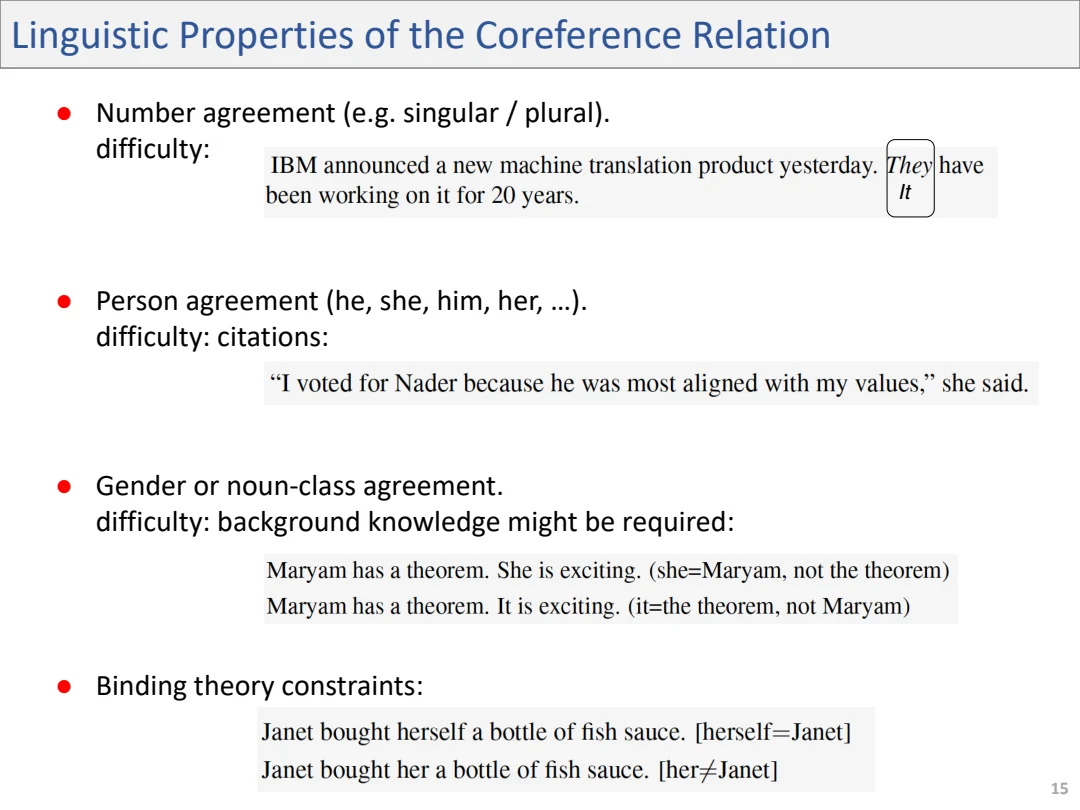 Linguistic Properties of the Coreference Relation
● Number agreement (e.g. singular / plural).
difficulty:
IBM announced a new machine translation product yesterday. They have
It
been working on it for 20 years.
● Person agreement (he, she, him, her, …).
difficulty: citations:
“I voted for Nader because he was most aligned with my values,” she said.
● Gender or noun-class agreement.
difficulty: background knowledge might be required:
Maryam has a theorem. She is exciting. (she=Maryam, not the theorem)
Maryam has a theorem. It is exciting. (it=the theorem, not Maryam)
● Binding theory constraints:
Janet bought herself a bottle of fish sauce. [herself=Janet]
Janet bought her a bottle of fish sauce. [her≠Janet]
15